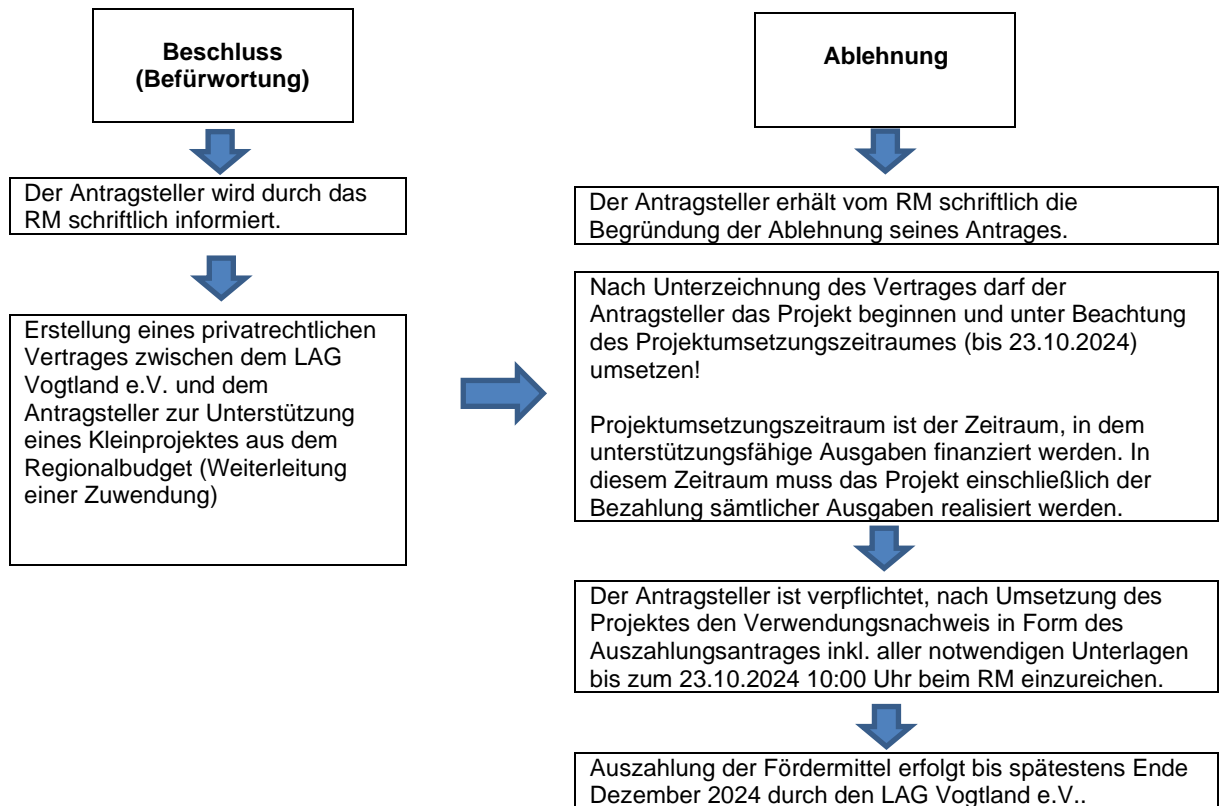 Beschluss
(Befürwortung)
Der Antragsteller wird durch das
RM schriftlich informiert.
Erstellung eines privatrechtlichen
Vertrages zwischen dem LAG
Vogtland e.V. und dem
Antragsteller zur Unterstützung
eines Kleinprojektes aus dem
Regionalbudget (Weiterleitung
einer Zuwendung)
Ablehnung
Der Antragsteller erhält vom RM schriftlich die
Begründung der Ablehnung seines Antrages.
Nach Unterzeichnung des Vertrages darf der
Antragsteller das Projekt beginnen und unter Beachtung
des Projektumsetzungszeitraumes (bis 23.10.2024)
umsetzen!
Projektumsetzungszeitraum ist der Zeitraum, in dem
unterstützungsfähige Ausgaben finanziert werden. In
diesem Zeitraum muss das Projekt einschließlich der
Bezahlung sämtlicher Ausgaben realisiert werden.
Der Antragsteller ist verpflichtet, nach Umsetzung des
Projektes den Verwendungsnachweis in Form des
Auszahlungsantrages inkl. aller notwendigen Unterlagen
bis zum 23.10.2024 10:00 Uhr beim RM einzureichen.
Auszahlung der Fördermittel erfolgt bis spätestens Ende
Dezember 2024 durch den LAG Vogtland e.V..